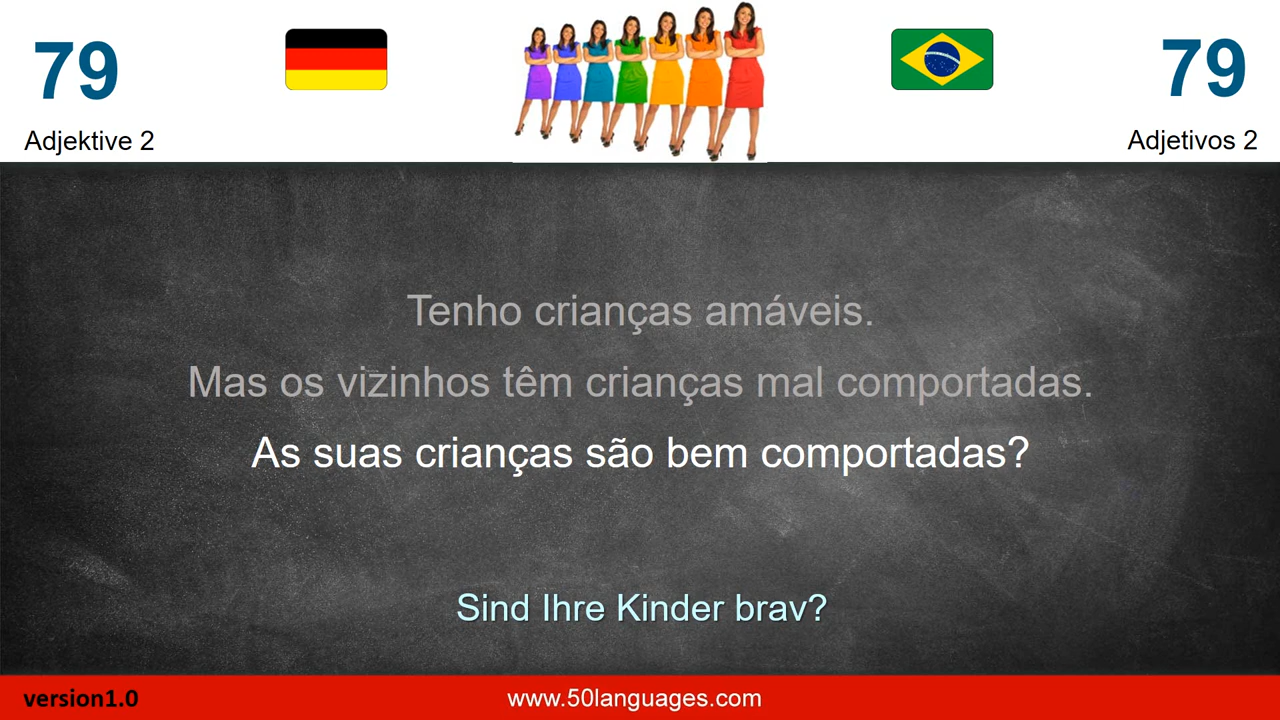 79
79
Adjektive 2
Adjetivos 2
Tenho crianças amáveis.
Mas os vizinhos têm crianças mal comportadas.
As suas crianças são bem comportadas?
Sind Ihre Kinder brav?
version1.0
www.50languages.com